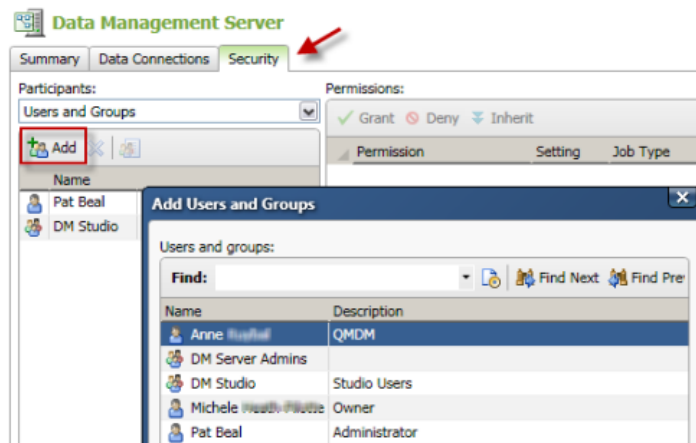 Data Management Server
Summary Data Connections Security
Participants: Permissions:
Users and Groups
Grant Deny Inherit
Add
Permission Setting Job Type
Name
Pat Beal
DM Studio
Add Users and Groups
Users and groups:
Find: Find Next Find Pre
Name Description
Anne QMDM
DM Server Admins
DM Studio Studio Users
Michele Owner
Pat Beal Administrator